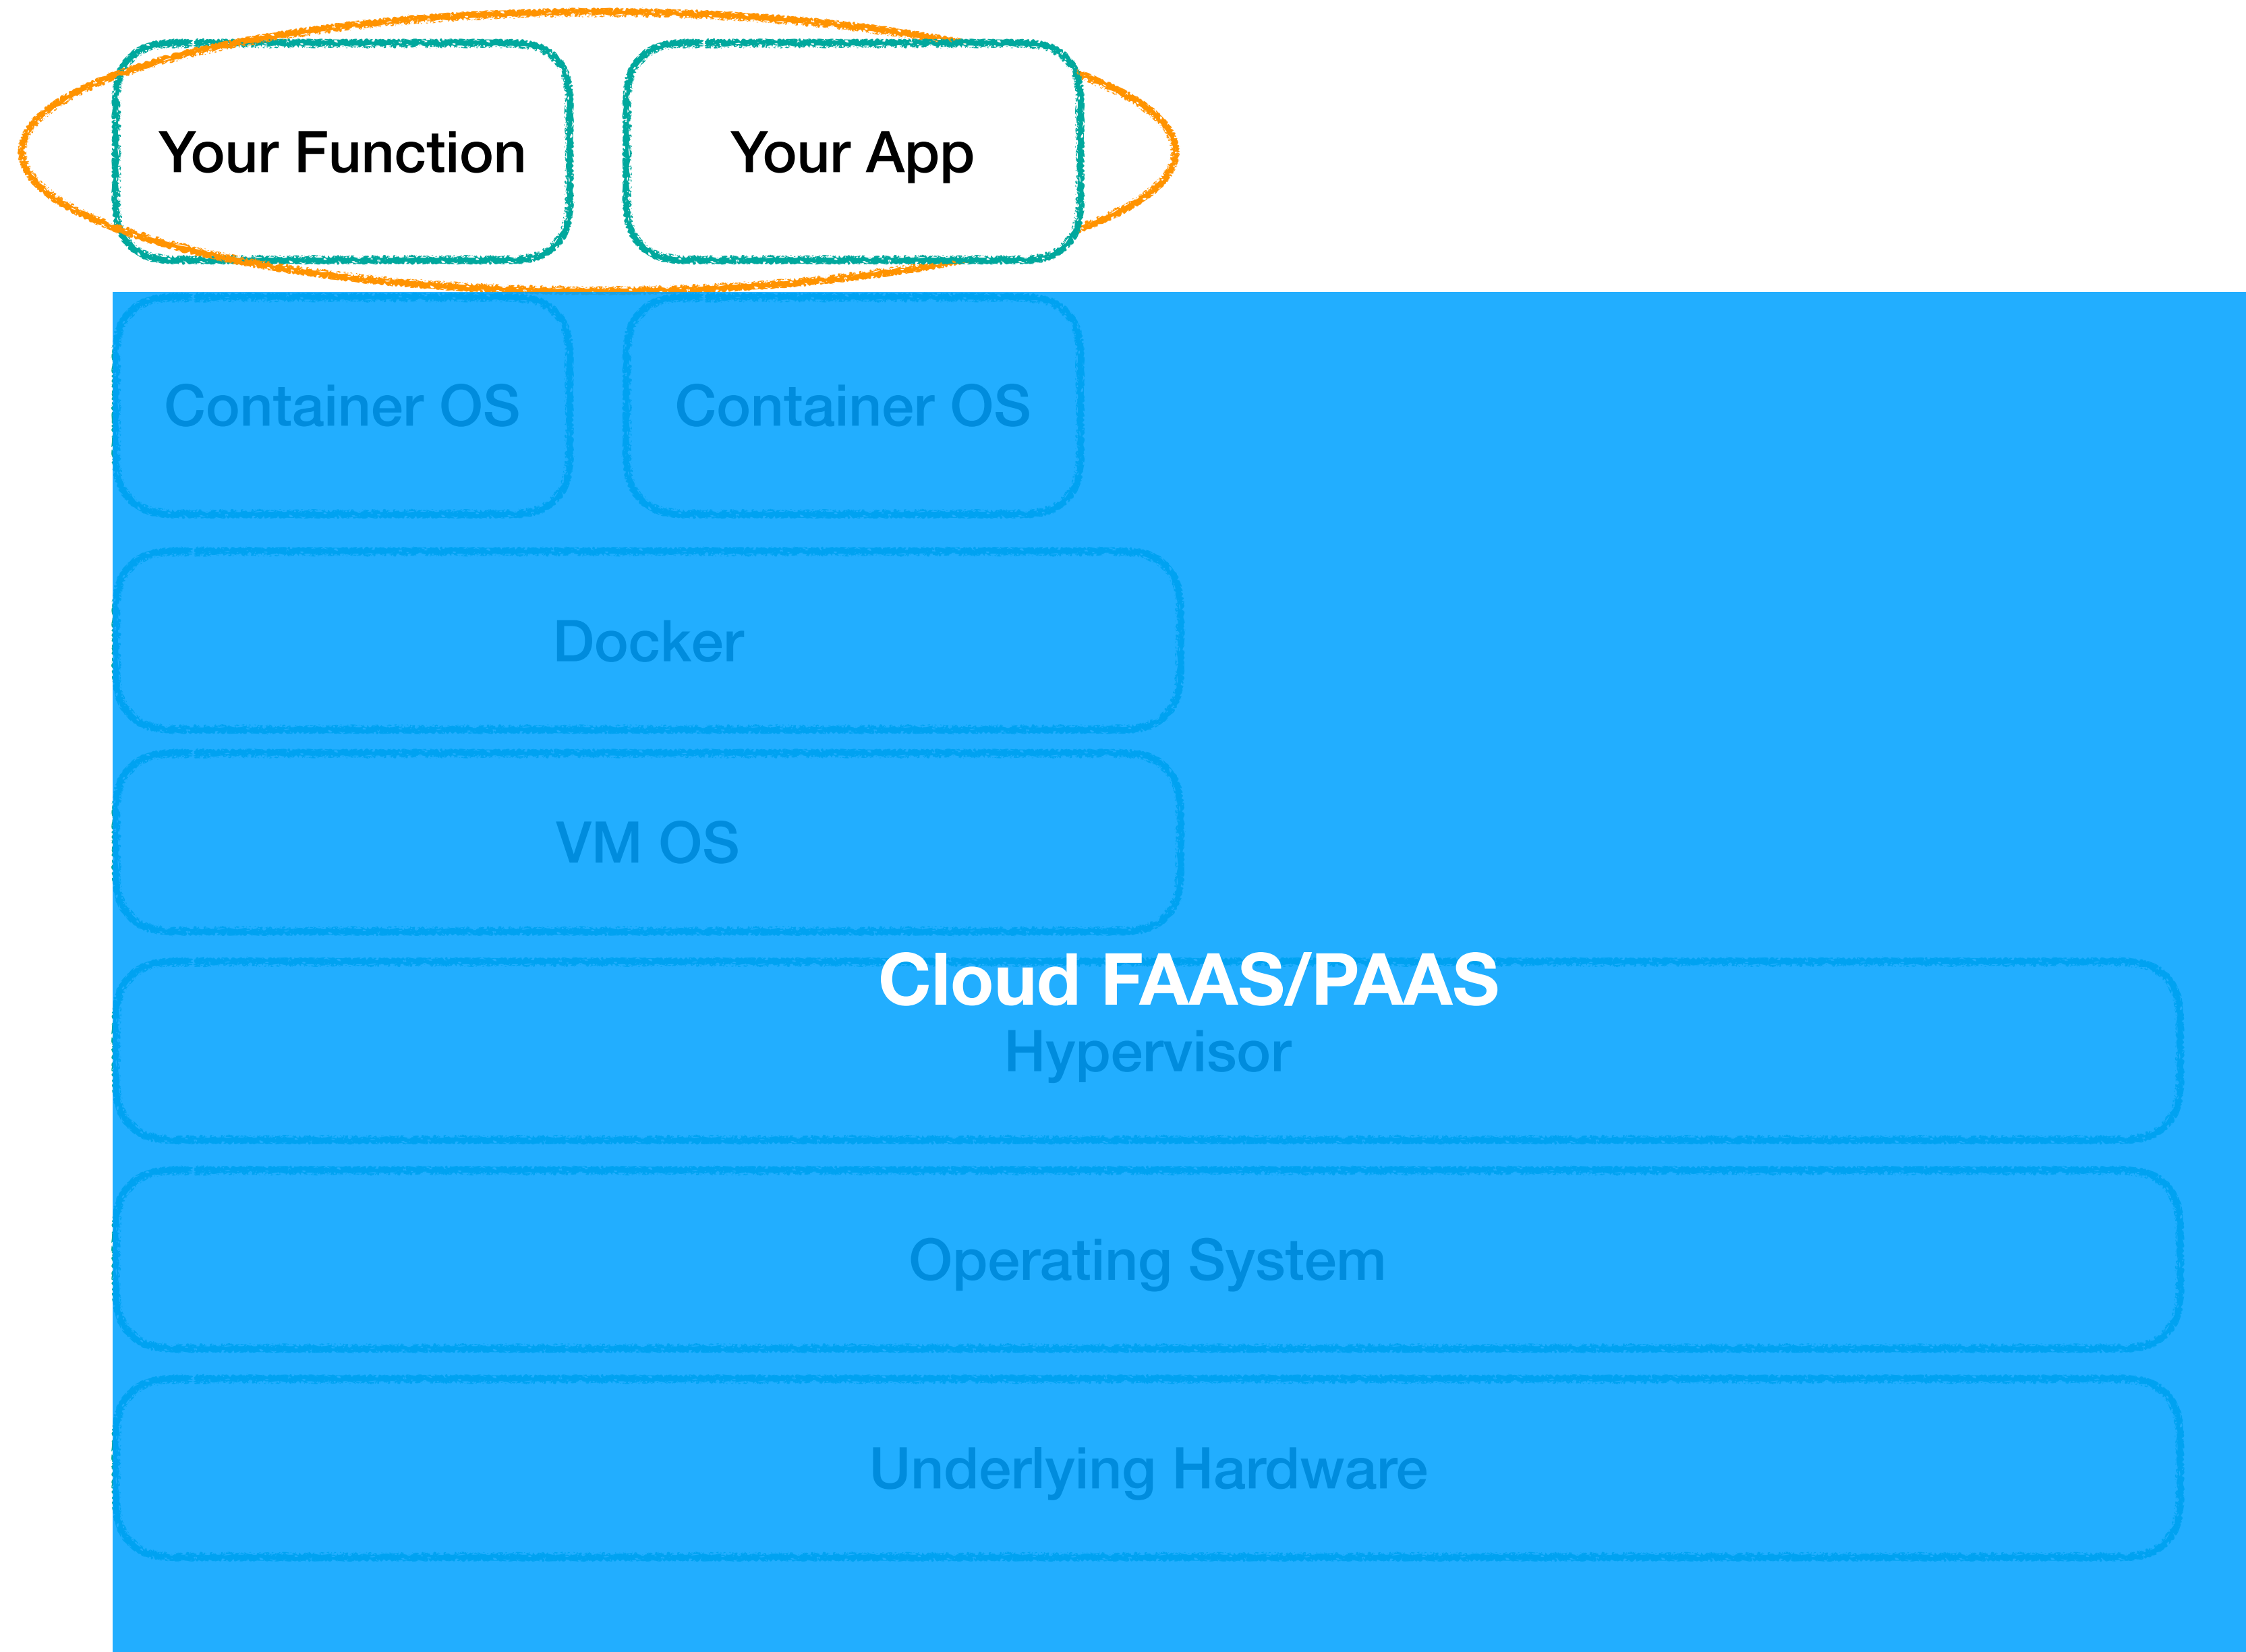 Your Function
Your App
Container OS
Container OS
Docker
VM OS
Cloud FAAS/PAAS
Hypervisor
Operating System
Underlying Hardware